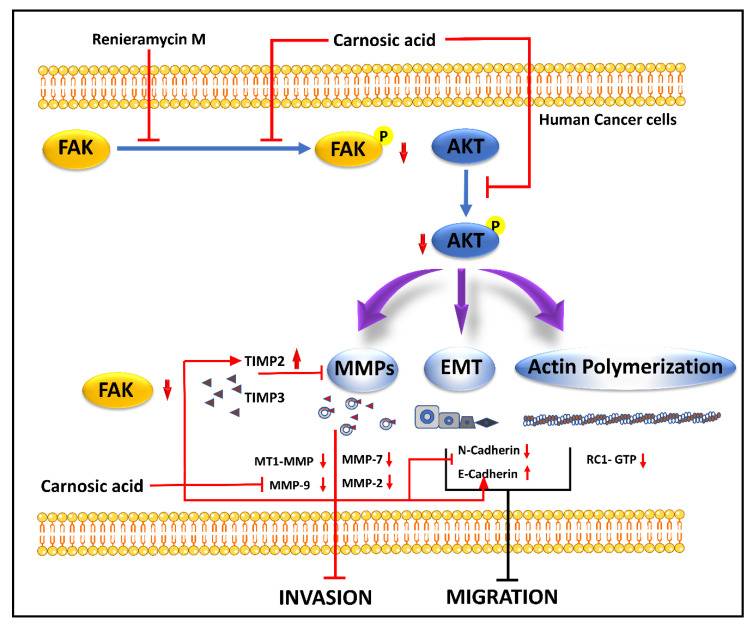 Renieramycin M
Carnosic acid
Human Cancer cells
FAK
FAK
P
AKT
AKT
P
TIMP2
MMPs
EMT
Actin Polymerization
FAK
TIMP3
MT1-MMP
MMP-7
N-Cadherin
RC1- GTP
E-Cadherin
Carnosic acid
MMP-9
MMP-2
INVASION
MIGRATION